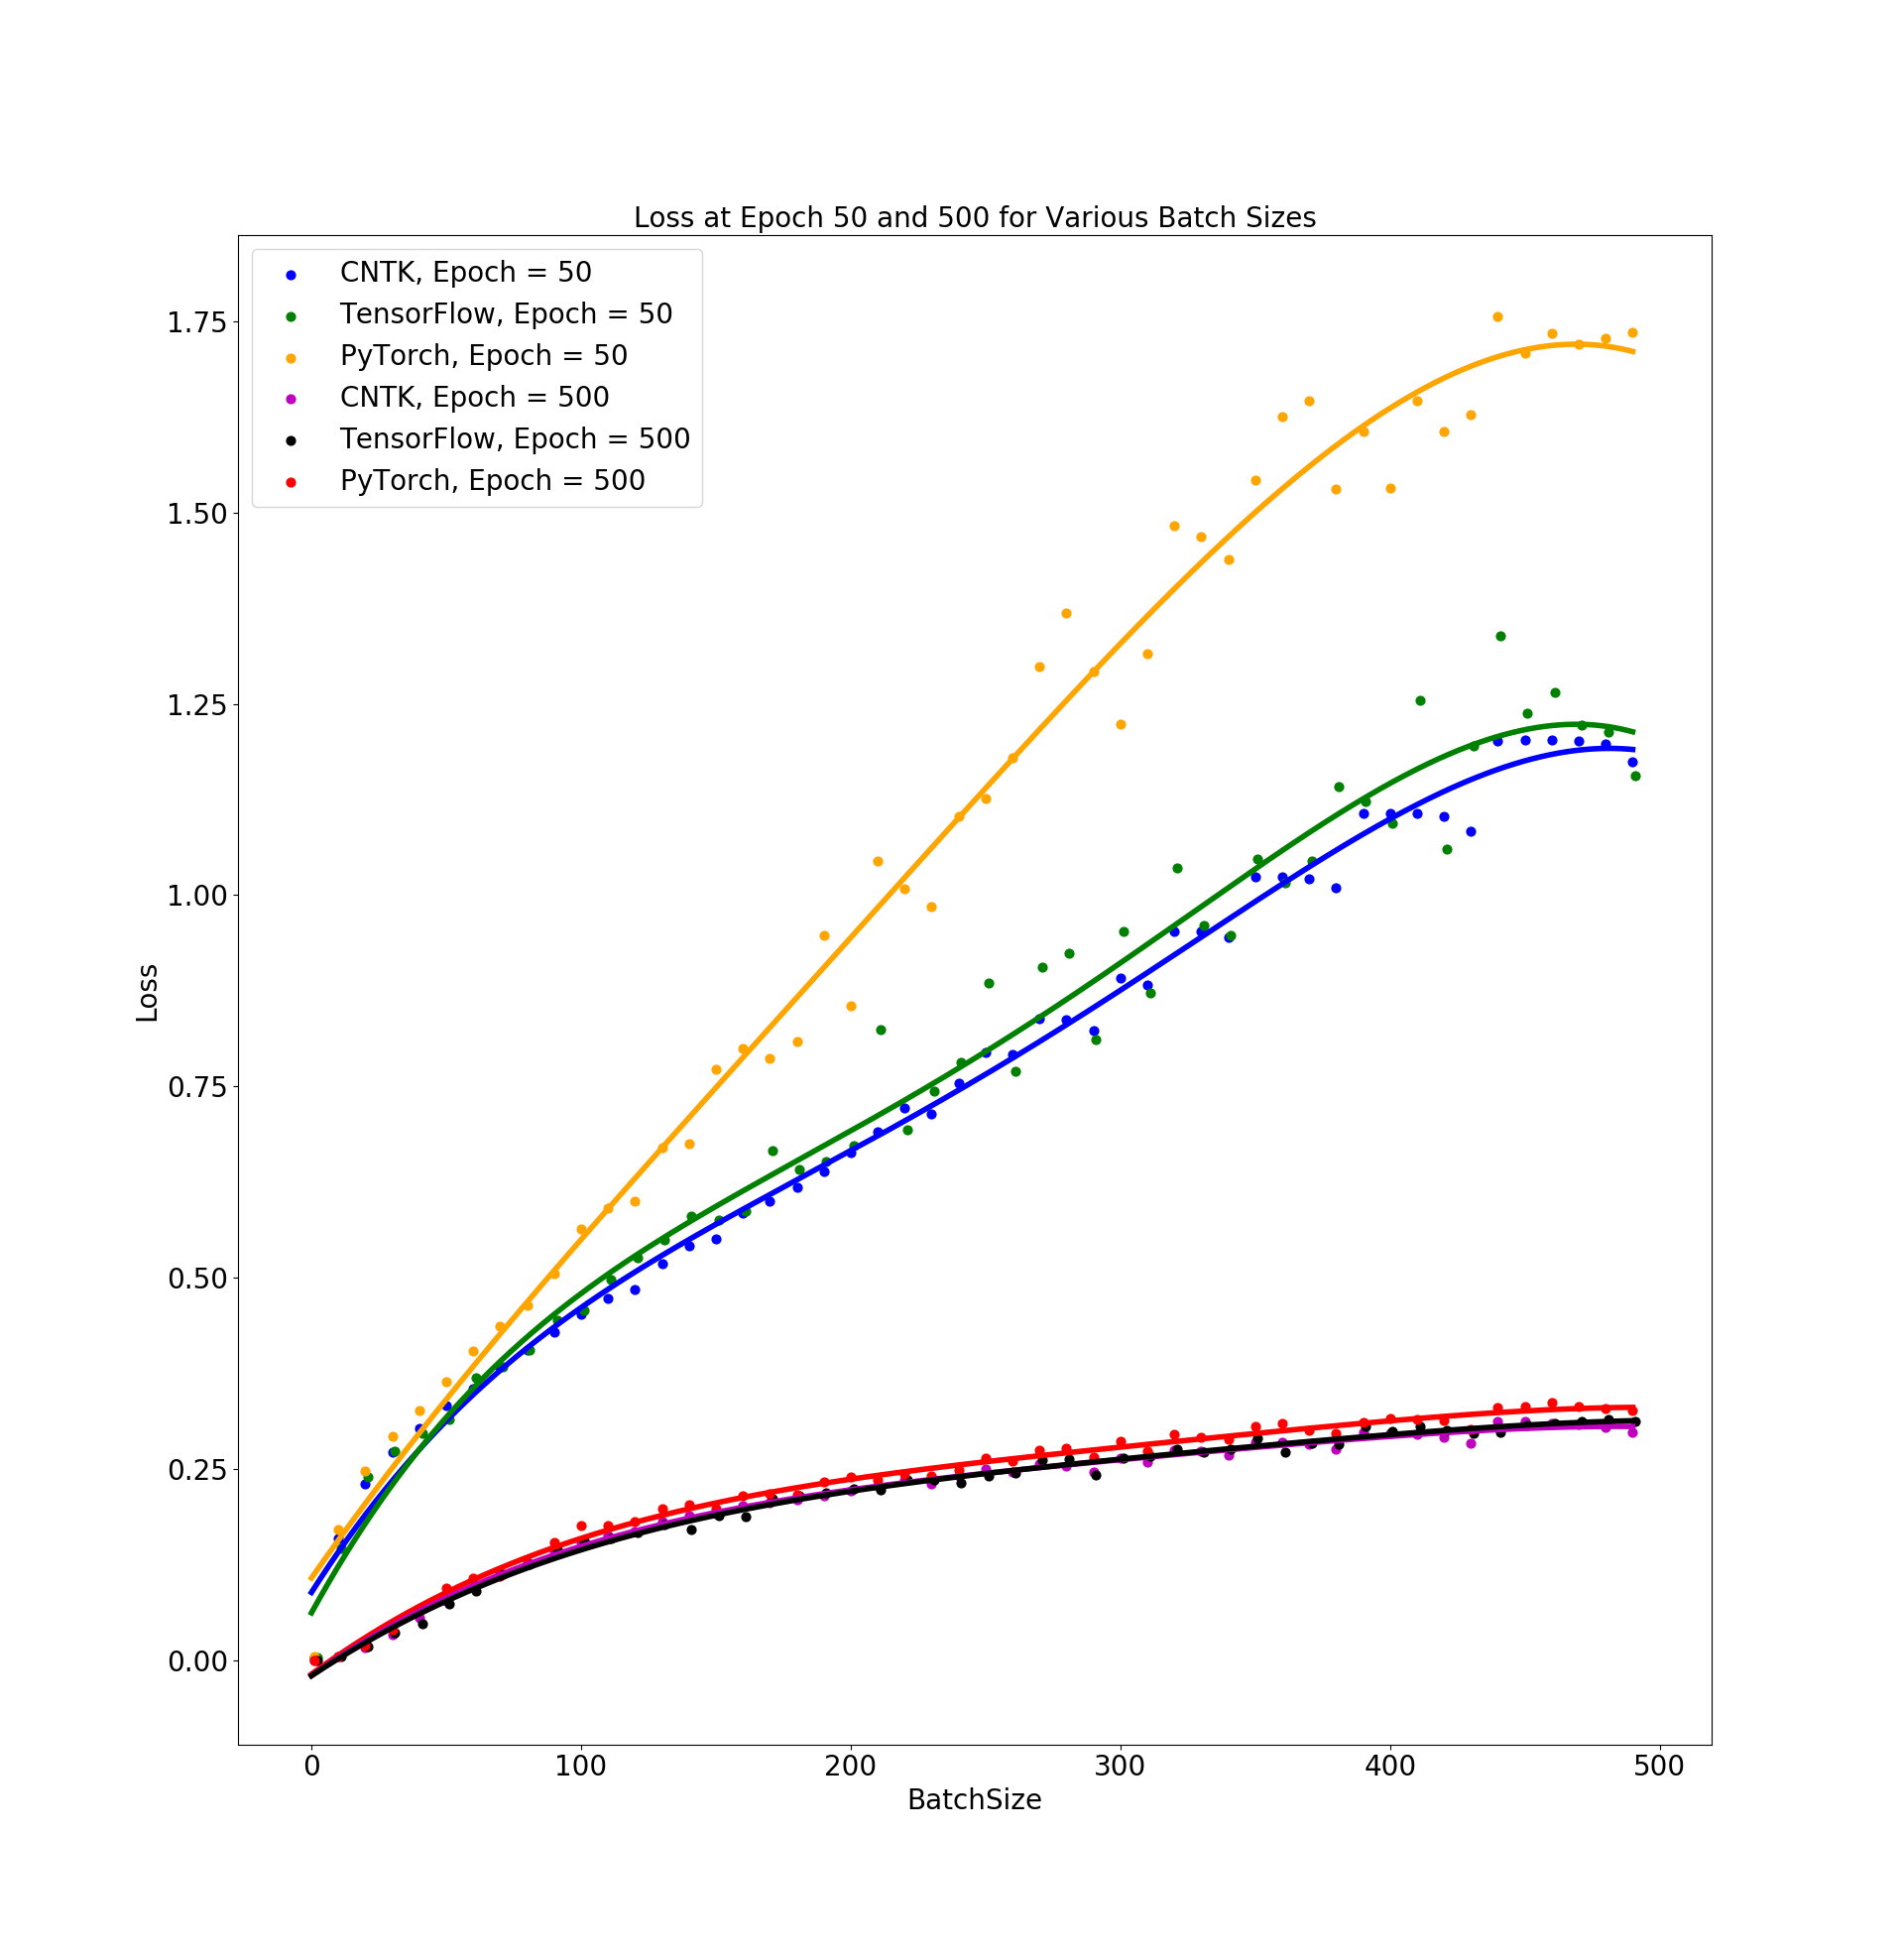 Loss at Epoch 50 and 500 for Various Batch Sizes
CNTK, Epoch = 50
TensorFlow, Epoch = 50
PyTorch, Epoch = 50
CNTK, Epoch = 500
TensorFlow, Epoch = 500
PyTorch, Epoch = 500
1.75
1.50
1.25
1.00
0.75
0.50
0.25
0.00
Loss
0 100 200 300 400 500
BatchSize